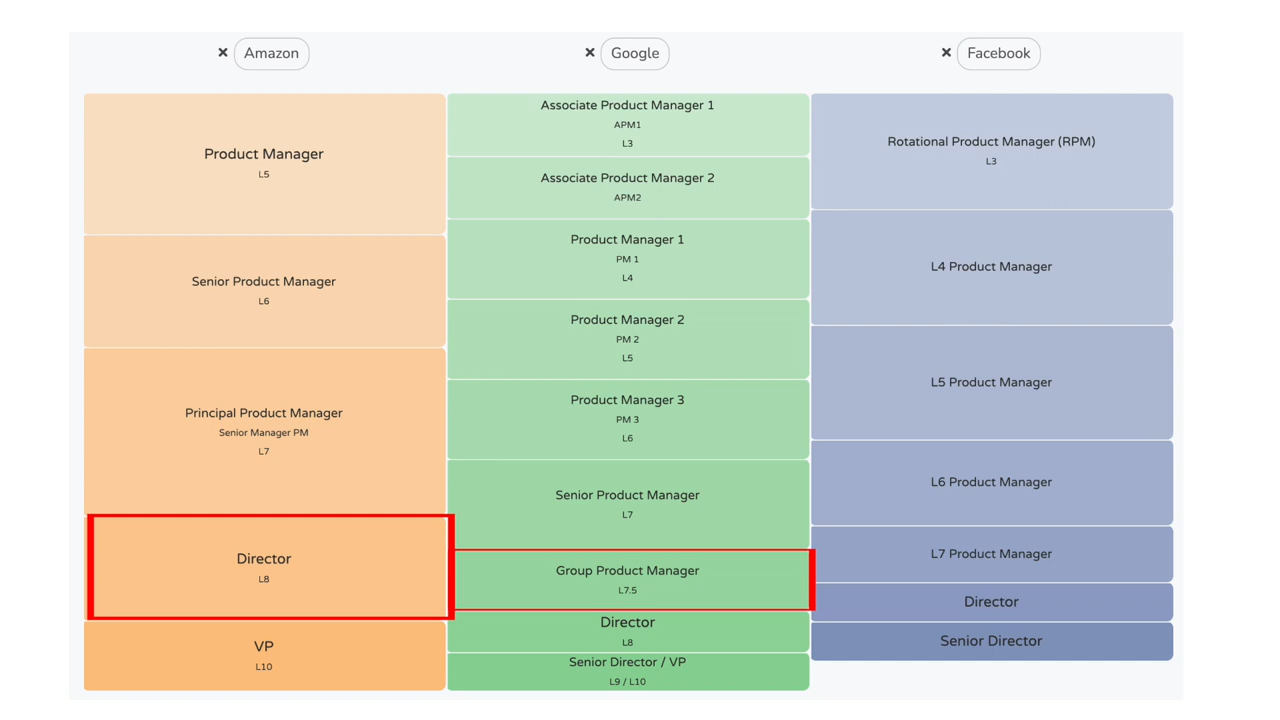 × Amazon
× Google
× Facebook
Product Manager
L5
Senior Product Manager
L6
Principal Product Manager
Senior Manager PM
L7
Director
L8
VP
L10
Associate Product Manager 1
APM1
L3
Associate Product Manager 2
APM2
Product Manager 1
PM 1
L4
Product Manager 2
PM 2
L5
Product Manager 3
PM 3
L6
Senior Product Manager
L7
Group Product Manager
L7.5
Director
L8
Senior Director / VP
L9 / L10
Rotational Product Manager (RPM)
L3
L4 Product Manager
L5 Product Manager
L6 Product Manager
L7 Product Manager
Director
Senior Director